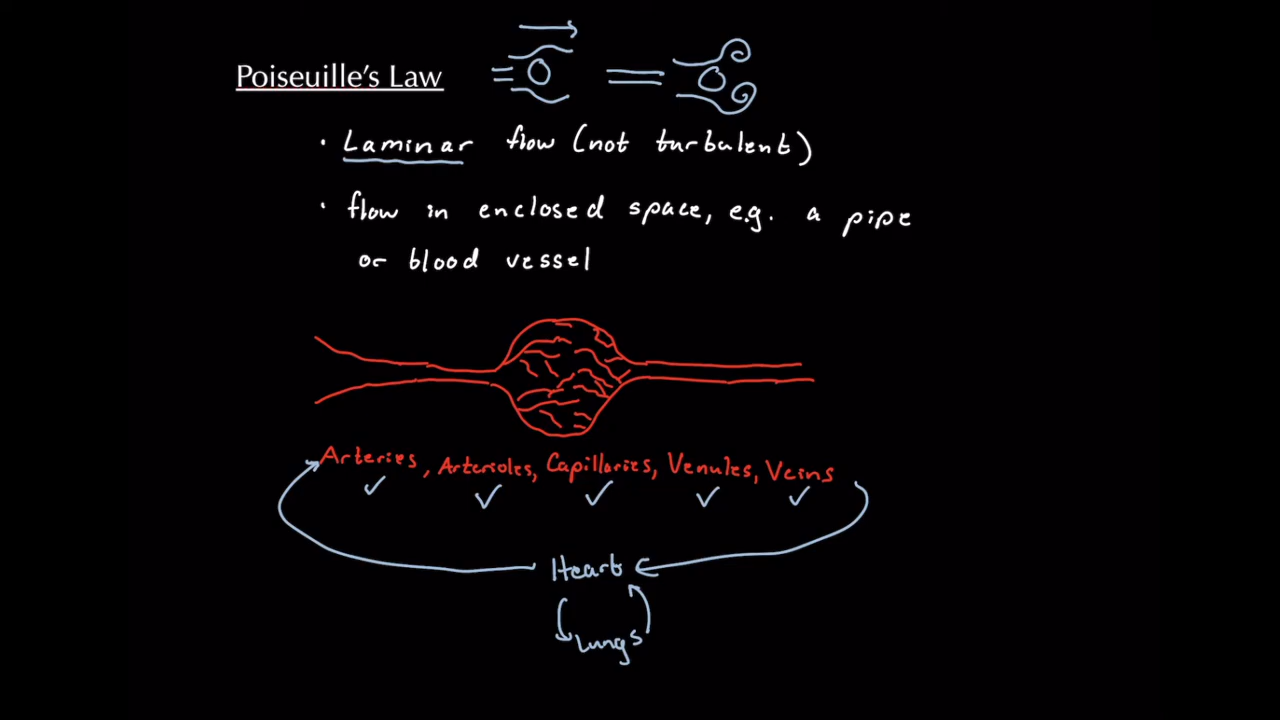 Poiseuille's Law
· Laminar flow (not turbulent)
· flow in enclosed space, e.g. a pipe
or blood vessel
Arteries, Arterioles, Capillaries, Venules, Veins
Heart
Lungs